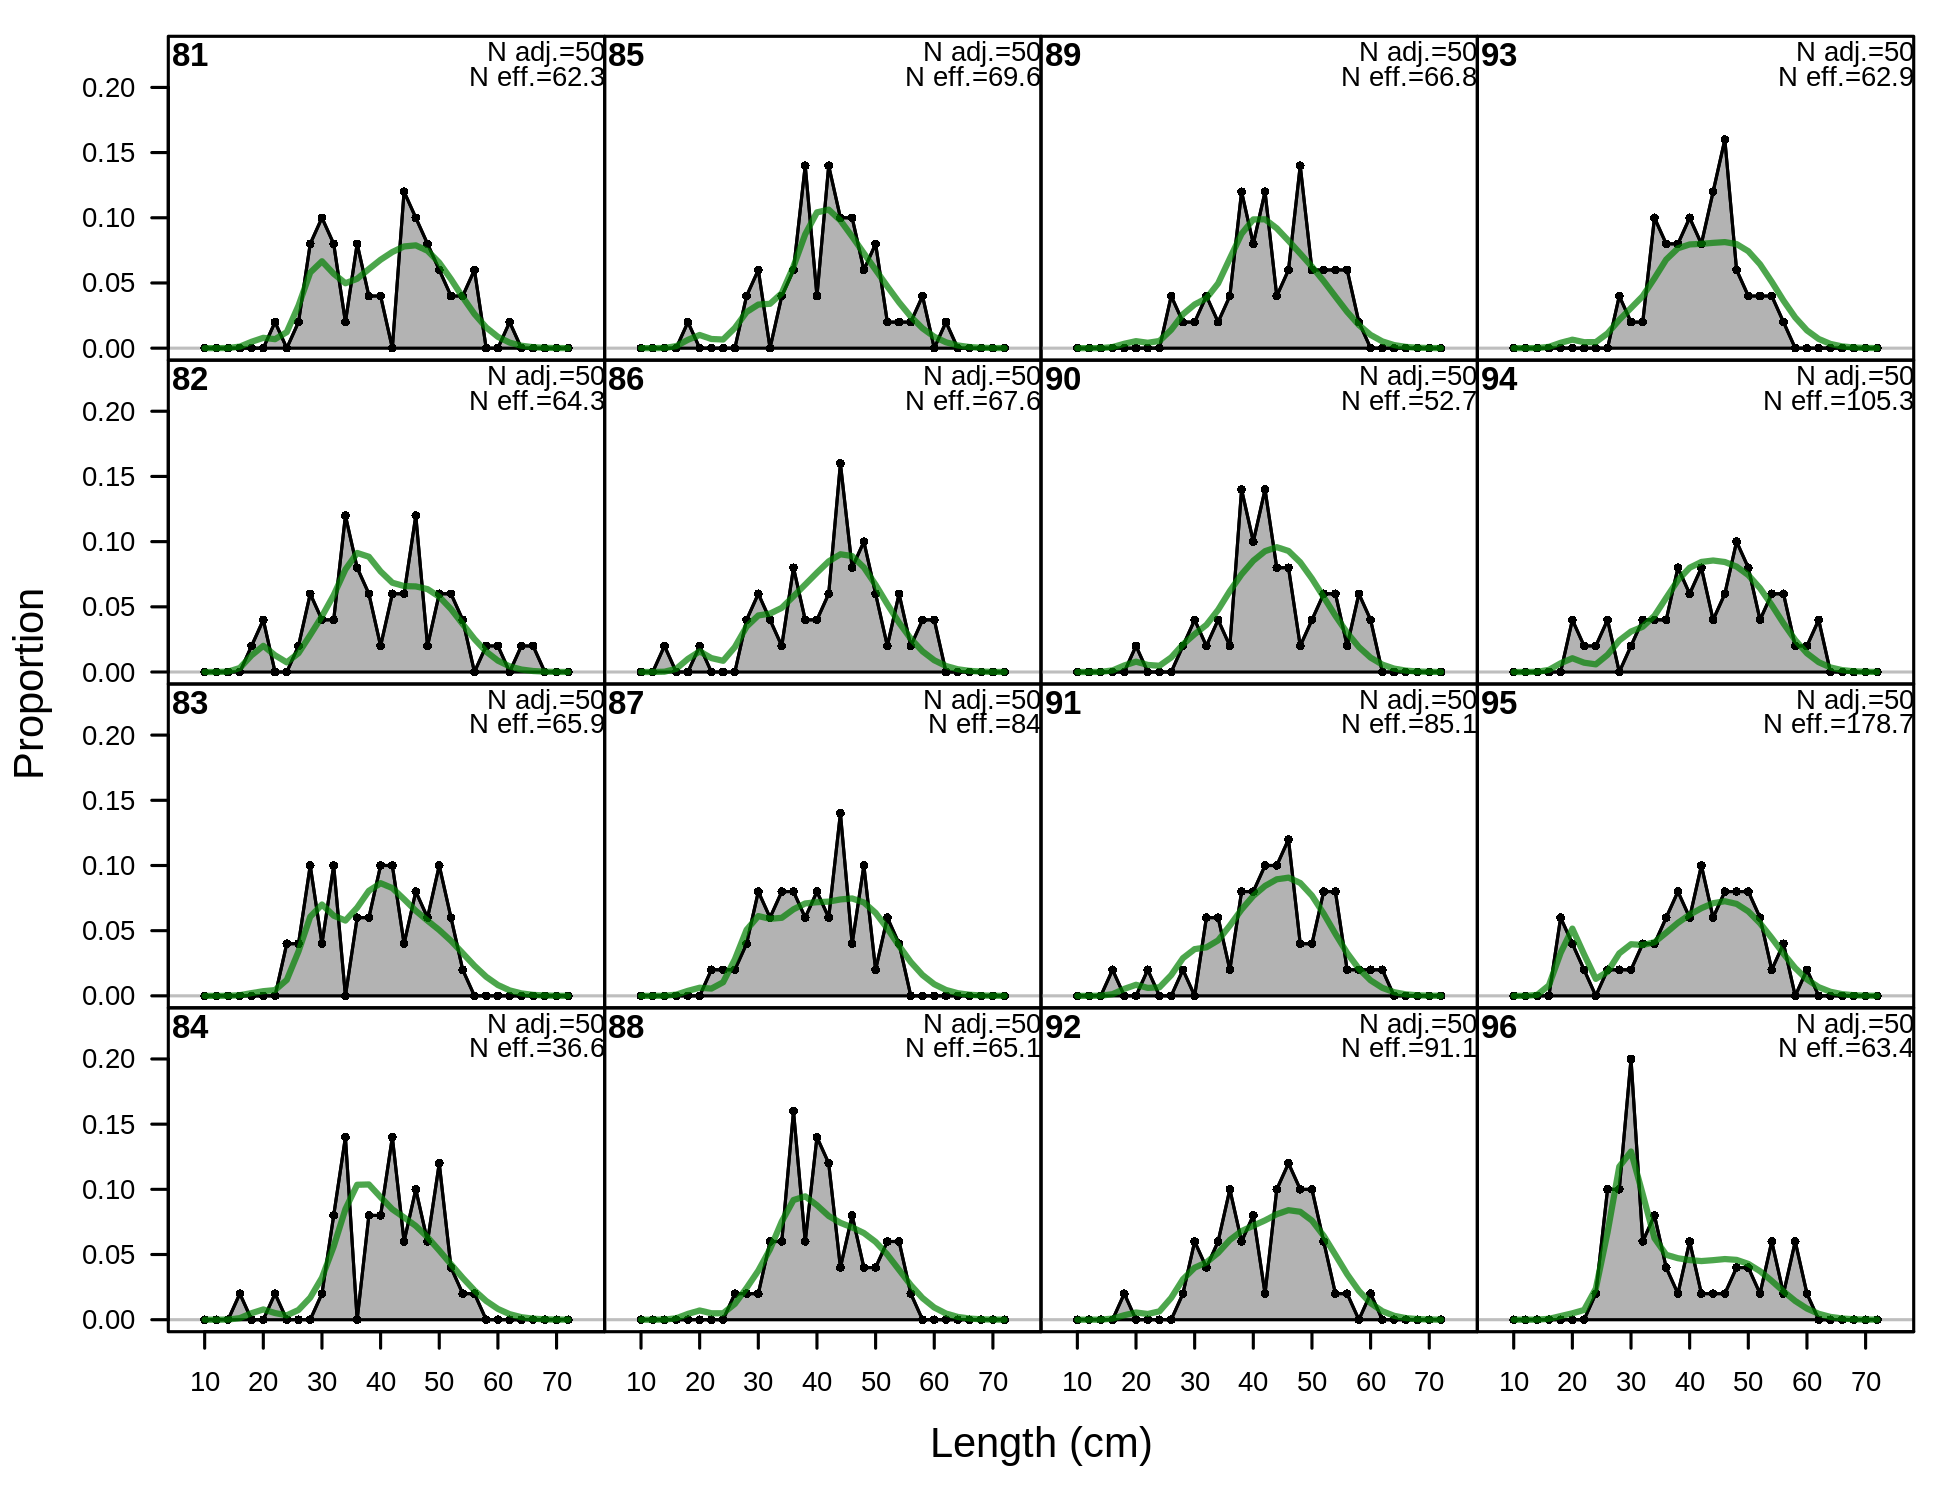 Proportion
81
N adj.=50
N eff.=62.3
85
N adj.=50
N eff.=69.6
89
N adj.=50
N eff.=66.8
93
N adj.=50
N eff.=62.9
0.20
0.15
0.10
0.05
0.00
82
N adj.=50
N eff.=64.3
86
N adj.=50
N eff.=67.6
90
N adj.=50
N eff.=52.7
94
N adj.=50
N eff.=105.3
0.20
0.15
0.10
0.05
0.00
83
N adj.=50
N eff.=65.9
87
N adj.=50
N eff.=84
91
N adj.=50
N eff.=85.1
95
N adj.=50
N eff.=178.7
0.20
0.15
0.10
0.05
0.00
84
N adj.=50
N eff.=36.6
88
N adj.=50
N eff.=65.1
92
N adj.=50
N eff.=91.1
96
N adj.=50
N eff.=63.4
0.20
0.15
0.10
0.05
0.00
10 20 30 40 50 60 70 10 20 30 40 50 60 70 10 20 30 40 50 60 70 10 20 30 40 50 60 70
Length (cm)